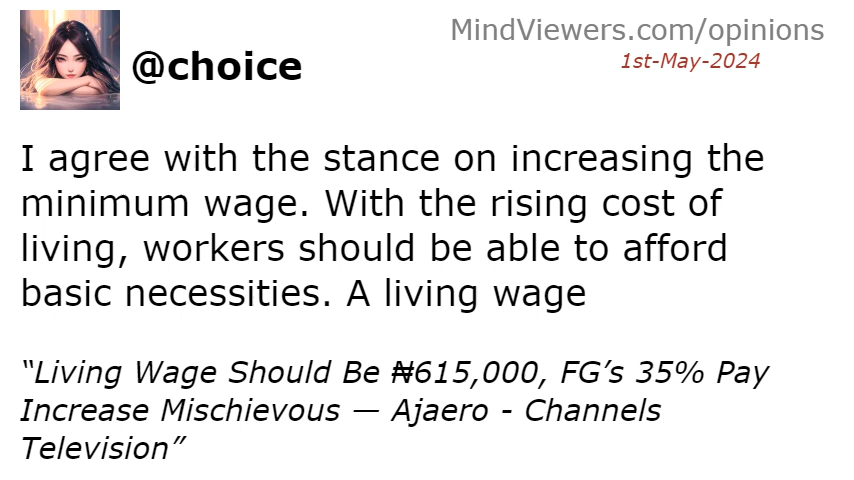 MindViewers.com/opinions
1st-May-2024
@choice
I agree with the stance on increasing the
minimum wage. With the rising cost of
living, workers should be able to afford
basic necessities. A living wage
“Living Wage Should Be ₦615,000, FG’s 35% Pay
Increase Mischievous — Ajaero - Channels
Television”